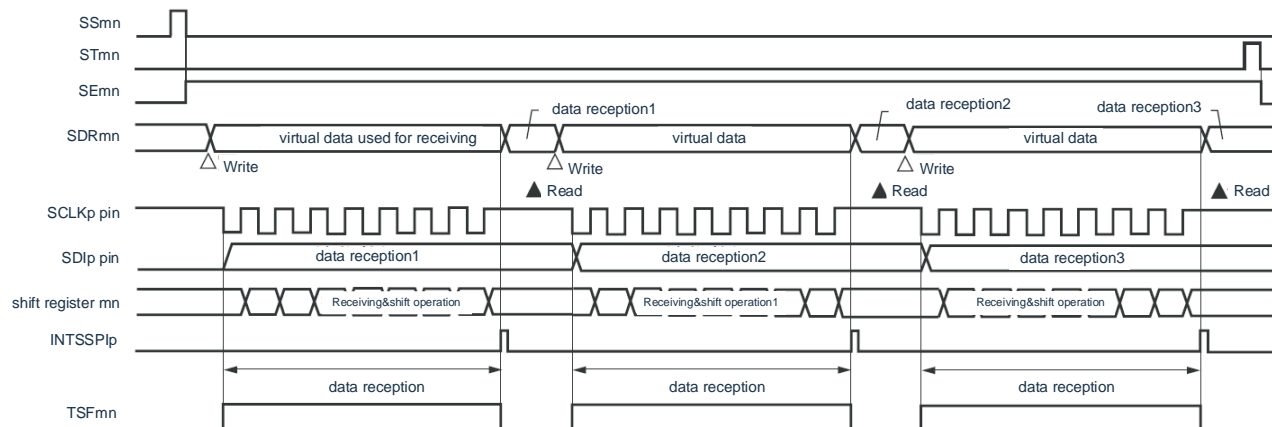 SSmn
STmn
SEmn
data reception1
data reception2
data reception3
SDRmn
virtual data used for receiving
virtual data
virtual data
Write
Write
Write
Read
Read
Read
SCLKp pin
SDIp pin
data reception1
data reception2
data reception3
shift register mn
Receiving&shift operation
Receiving&shift operation1
Receiving&shift operation
INTSSPIp
data reception
data reception
data reception
TSFmn